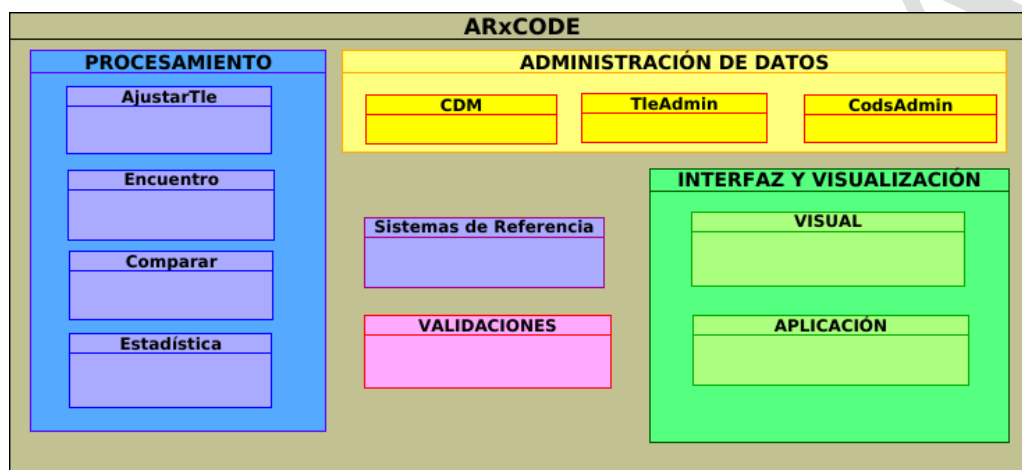 ARxCODE
PROCESAMIENTO
AjustarTle
Encuentro
Comparar
Estadística
ADMINISTRACIÓN DE DATOS
CDM
TleAdmin
CodsAdmin
Sistemas de Referencia
VALIDACIONES
INTERFAZ Y VISUALIZACIÓN
VISUAL
APLICACIÓN